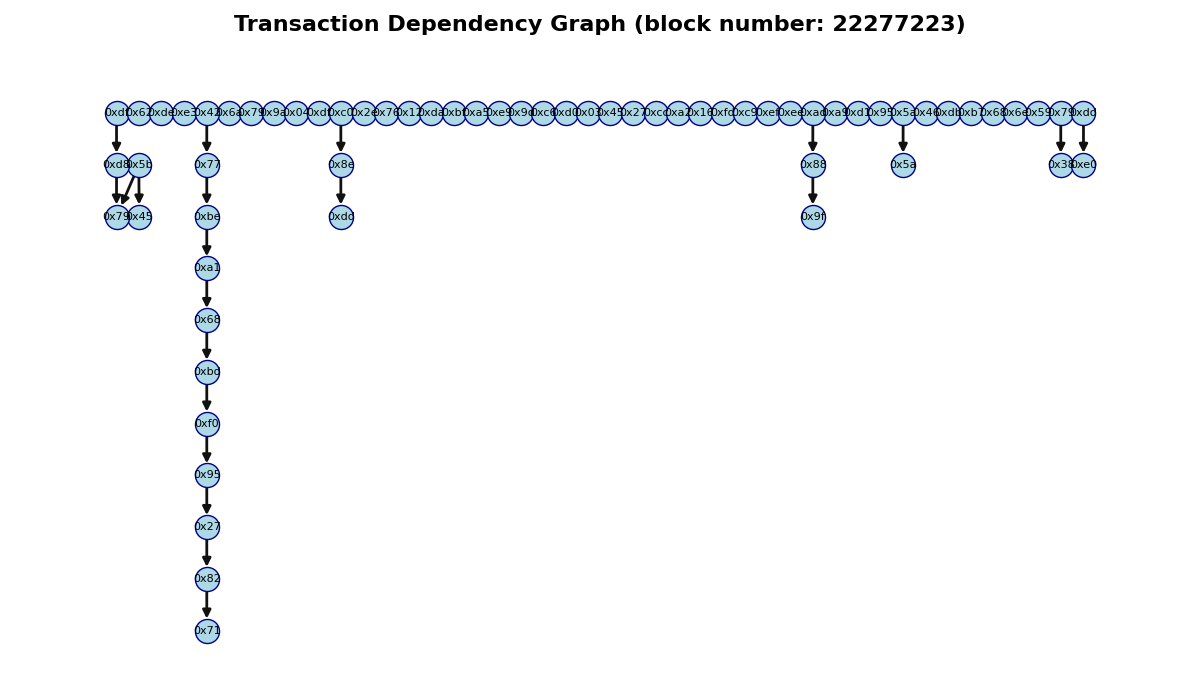 Transaction Dependency Graph (block number: 22277223)
0xdf 0x62 0xde 0xe3 0x42 0x6a 0x79 0x9a 0x04 0xdf 0xc0 0x2e 0x76 0x12 0xda 0xbf 0xa5 0xe9 0x9d 0xc6 0xd0 0x03 0x45 0x27 0xcc 0xa2 0x16 0xfd 0xc9 0xef 0xee 0xad 0xa9 0xd1 0x95 0x5a 0x46 0xdb 0xb7 0x68 0x6e 0x59 0x79 0xdd
0xd8 0x5b 0x77 0x8e 0x88 0x5a 0x38 0xe0
0x79 0x45 0xbe 0xdd 0x9f
0xa1
0x68
0xbd
0xf0
0x95
0x27
0x82
0x71